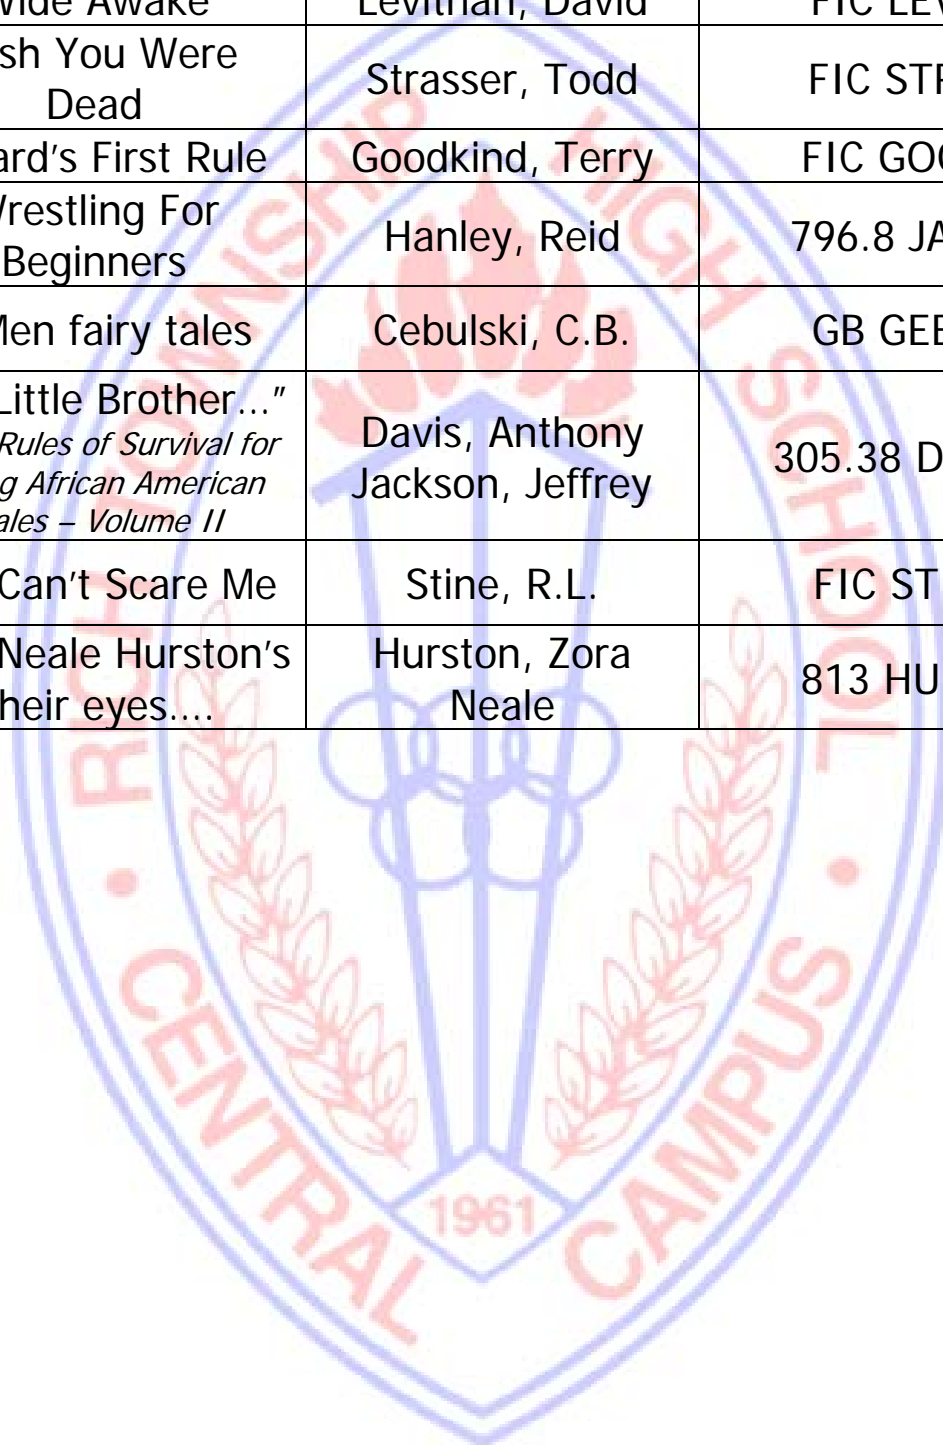 Wide Awake Levithan, David FIC LEV
sh You Were
Dead
Strasser, Todd FIC STR
ard's First Rule Goodkind, Terry FIC GOO
Wrestling For
Beginners
Hanley, Reid 796.8 JA
Men fairy tales Cebulski, C.B. GB GEE
Little Brother…"
Rules of Survival for
g African American
ales – Volume II
Davis, Anthony
Jackson, Jeffrey
305.38 D
Can't Scare Me Stine, R.L. FIC ST
Neale Hurston's
heir eyes....
Hurston, Zora
Neale
813 HU
RICH TOWNSHIP HIGH SCHOOL
• CENTRAL CAMPUS •
1961